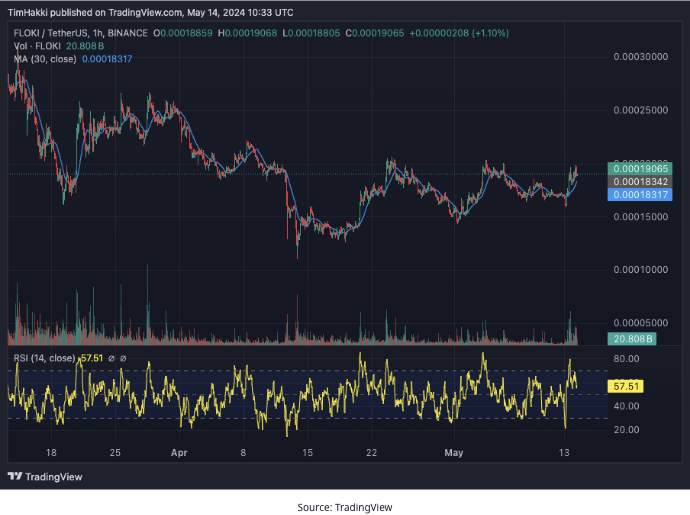 TimHakki published on TradingView.com, May 14, 2024 10:33 UTC
FLOKI / TetherUS, 1h, BINANCE O0.00018859 H0.00019068 L0.00018805 C0.00019065 +0.00000208 (+1.10%)
Vol · FLOKI 20.808B
MA (30, close) 0.00018317
0.00030000
0.00025000
0.00019065
0.00018342
0.00018317
0.00015000
0.00010000
0.00005000
20.808B
RSI (14, close) 57.51 ∅ ∅
80.00
57.51
40.00
20.00
18 25 Apr 8 15 22 May 13
TradingView
Source: TradingView